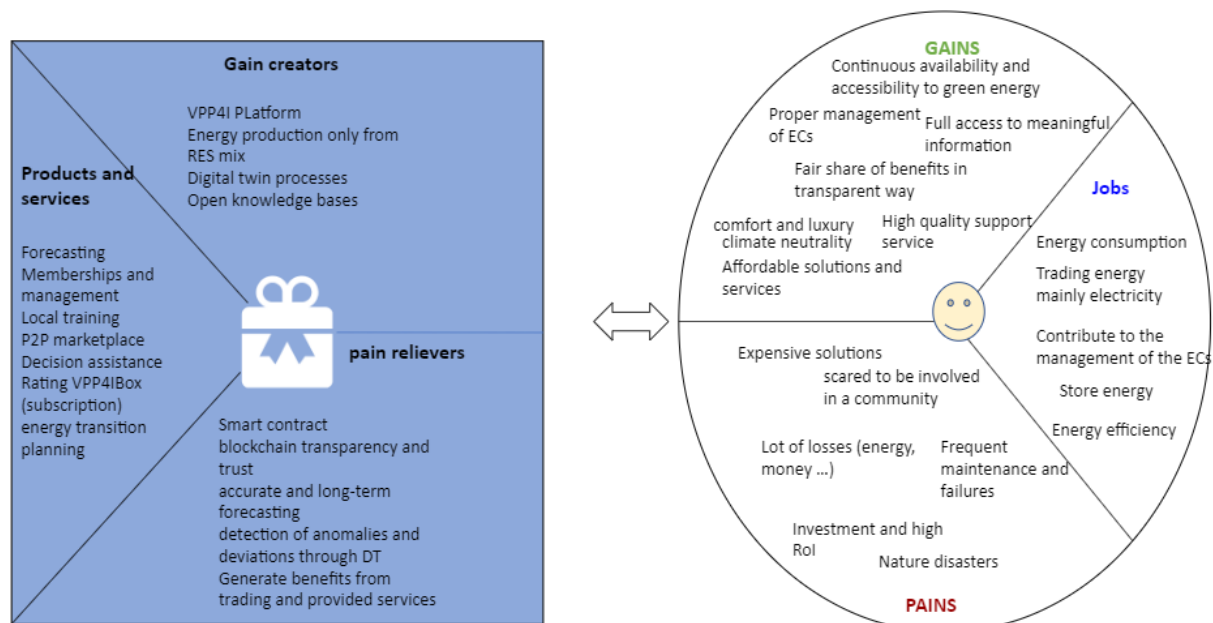 Gain creators
VPP4I PLatform
Energy production only from
RES mix
Digital twin processes
Open knowledge bases
Products and
services
Forecasting
Memberships and
management
Local training
P2P marketplace
Decision assistance
Rating VPP4IBox
(subscription)
energy transition
planning
pain relievers
Smart contract
blockchain transparency and
trust
accurate and long-term
forecasting
detection of anomalies and
deviations through DT
Generate benefits from
trading and provided services
GAINS
Continuous availability and
accessibility to green energy
Proper management
of ECs
Full access to meaningful
information
Fair share of benefits in
transparent way
comfort and luxury
climate neutrality
High quality support
service
Affordable solutions and
services
Jobs
Energy consumption
Trading energy
mainly electricity
Contribute to the
management of the ECs
Store energy
Energy efficiency
Expensive solutions
scared to be involved
in a community
Lot of losses (energy,
money ...)
Frequent
maintenance and
failures
Investment and high
RoI
Nature disasters
PAINS